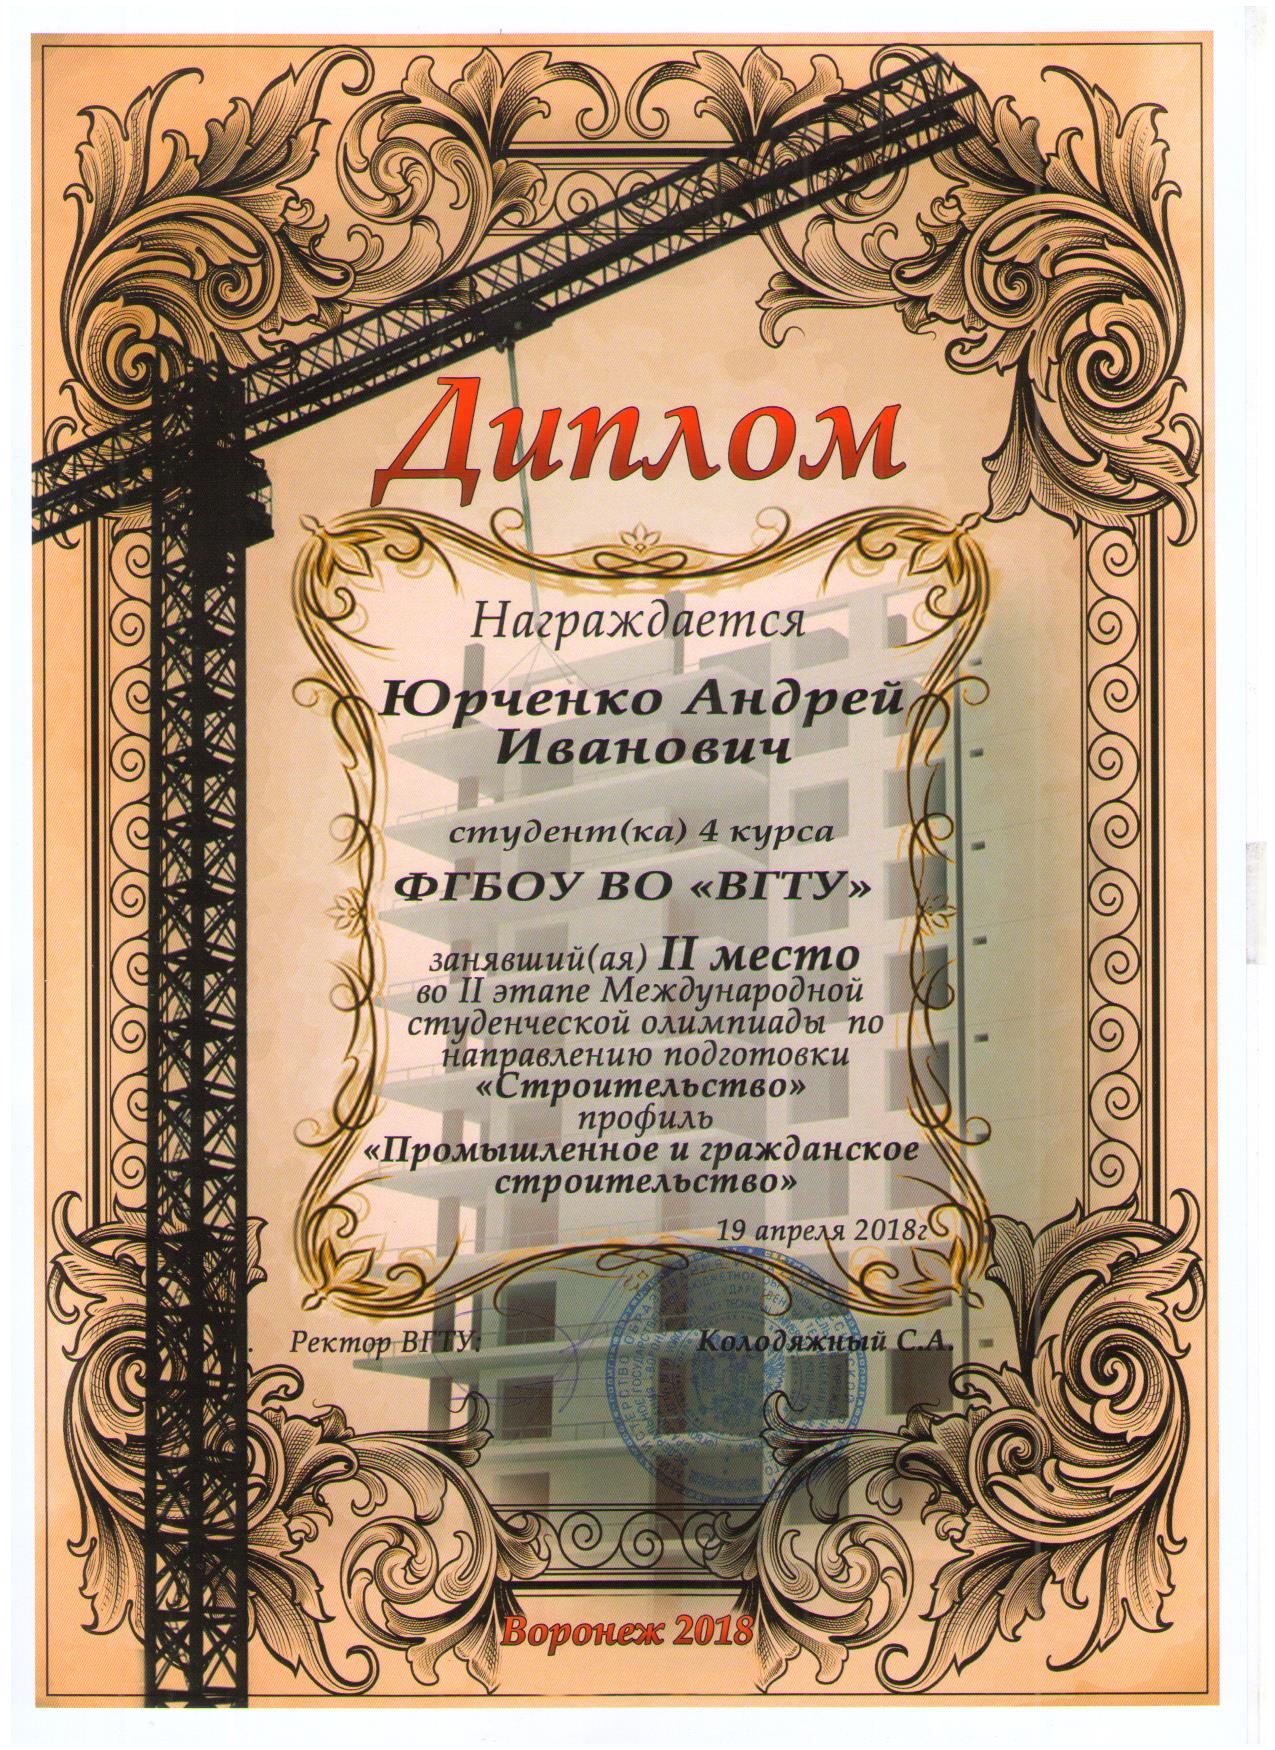 Диплом
Награждается
Юрченко Андрей
Иванович
студент(ка) 4 курса
ФГБОУ ВО «ВГТУ»
занявший(ая) II место
во II этапе Международной
студенческой олимпиады по
направлению подготовки
«Строительство»
профиль
«Промышленное и гражданское
строительство»
19 апреля 2018г
Ректор ВГТУ:
Колодяжный С.А.
Воронеж 2018